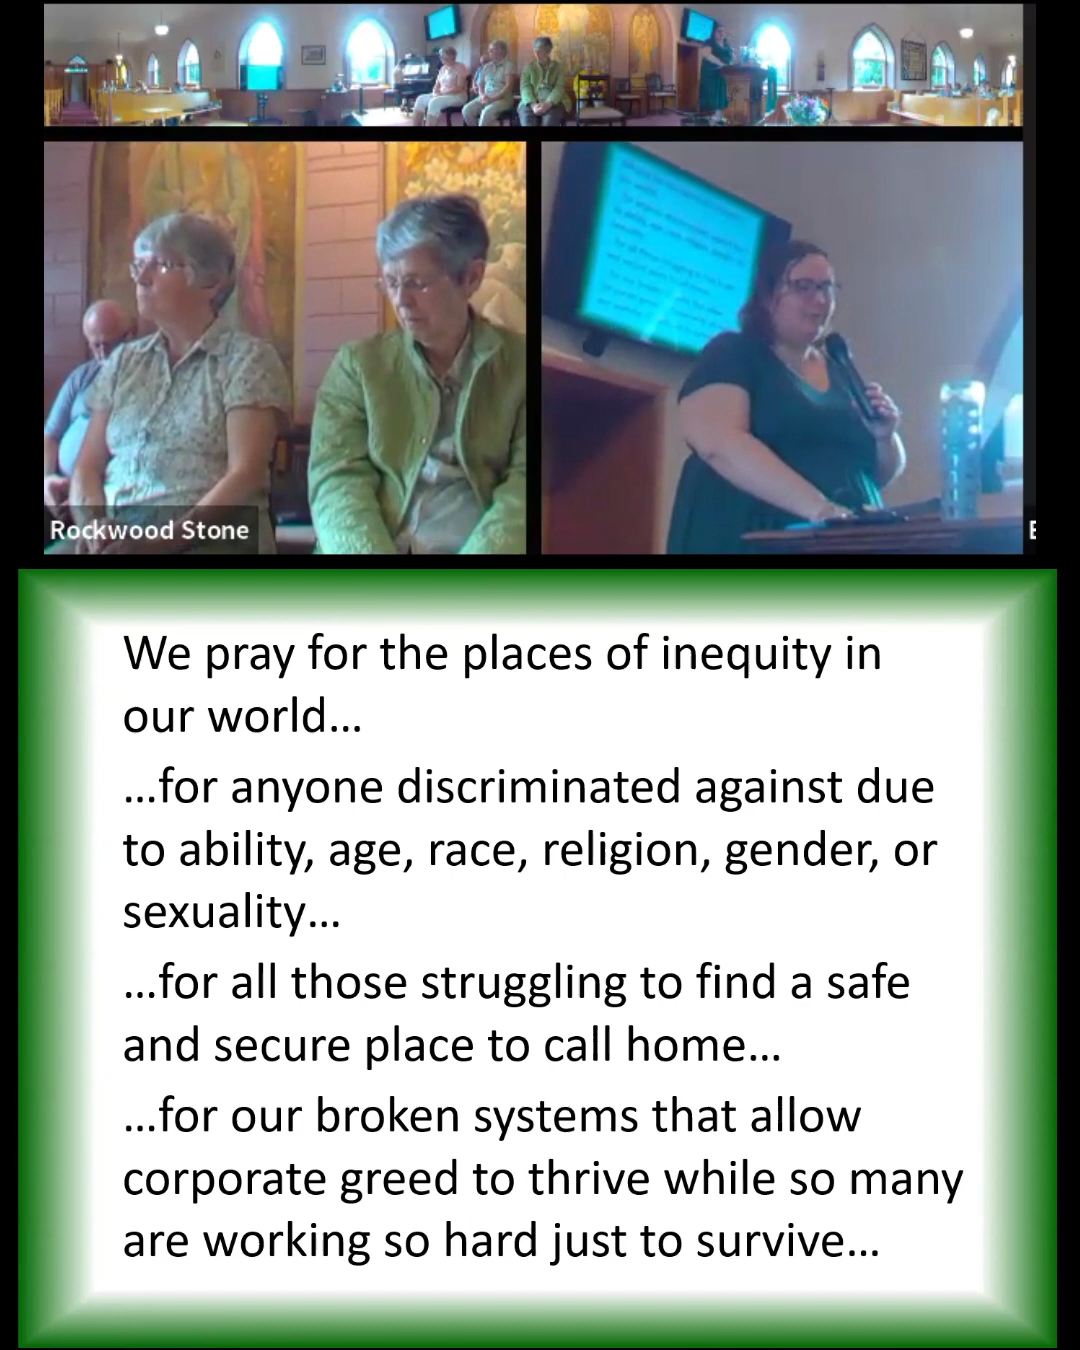 Rockwood Stone
We pray for the places of inequity in
our world...
...for anyone discriminated against due
to ability, age, race, religion, gender, or
sexuality...
...for all those struggling to find a safe
and secure place to call home...
...for our broken systems that allow
corporate greed to thrive while so many
are working so hard just to survive...